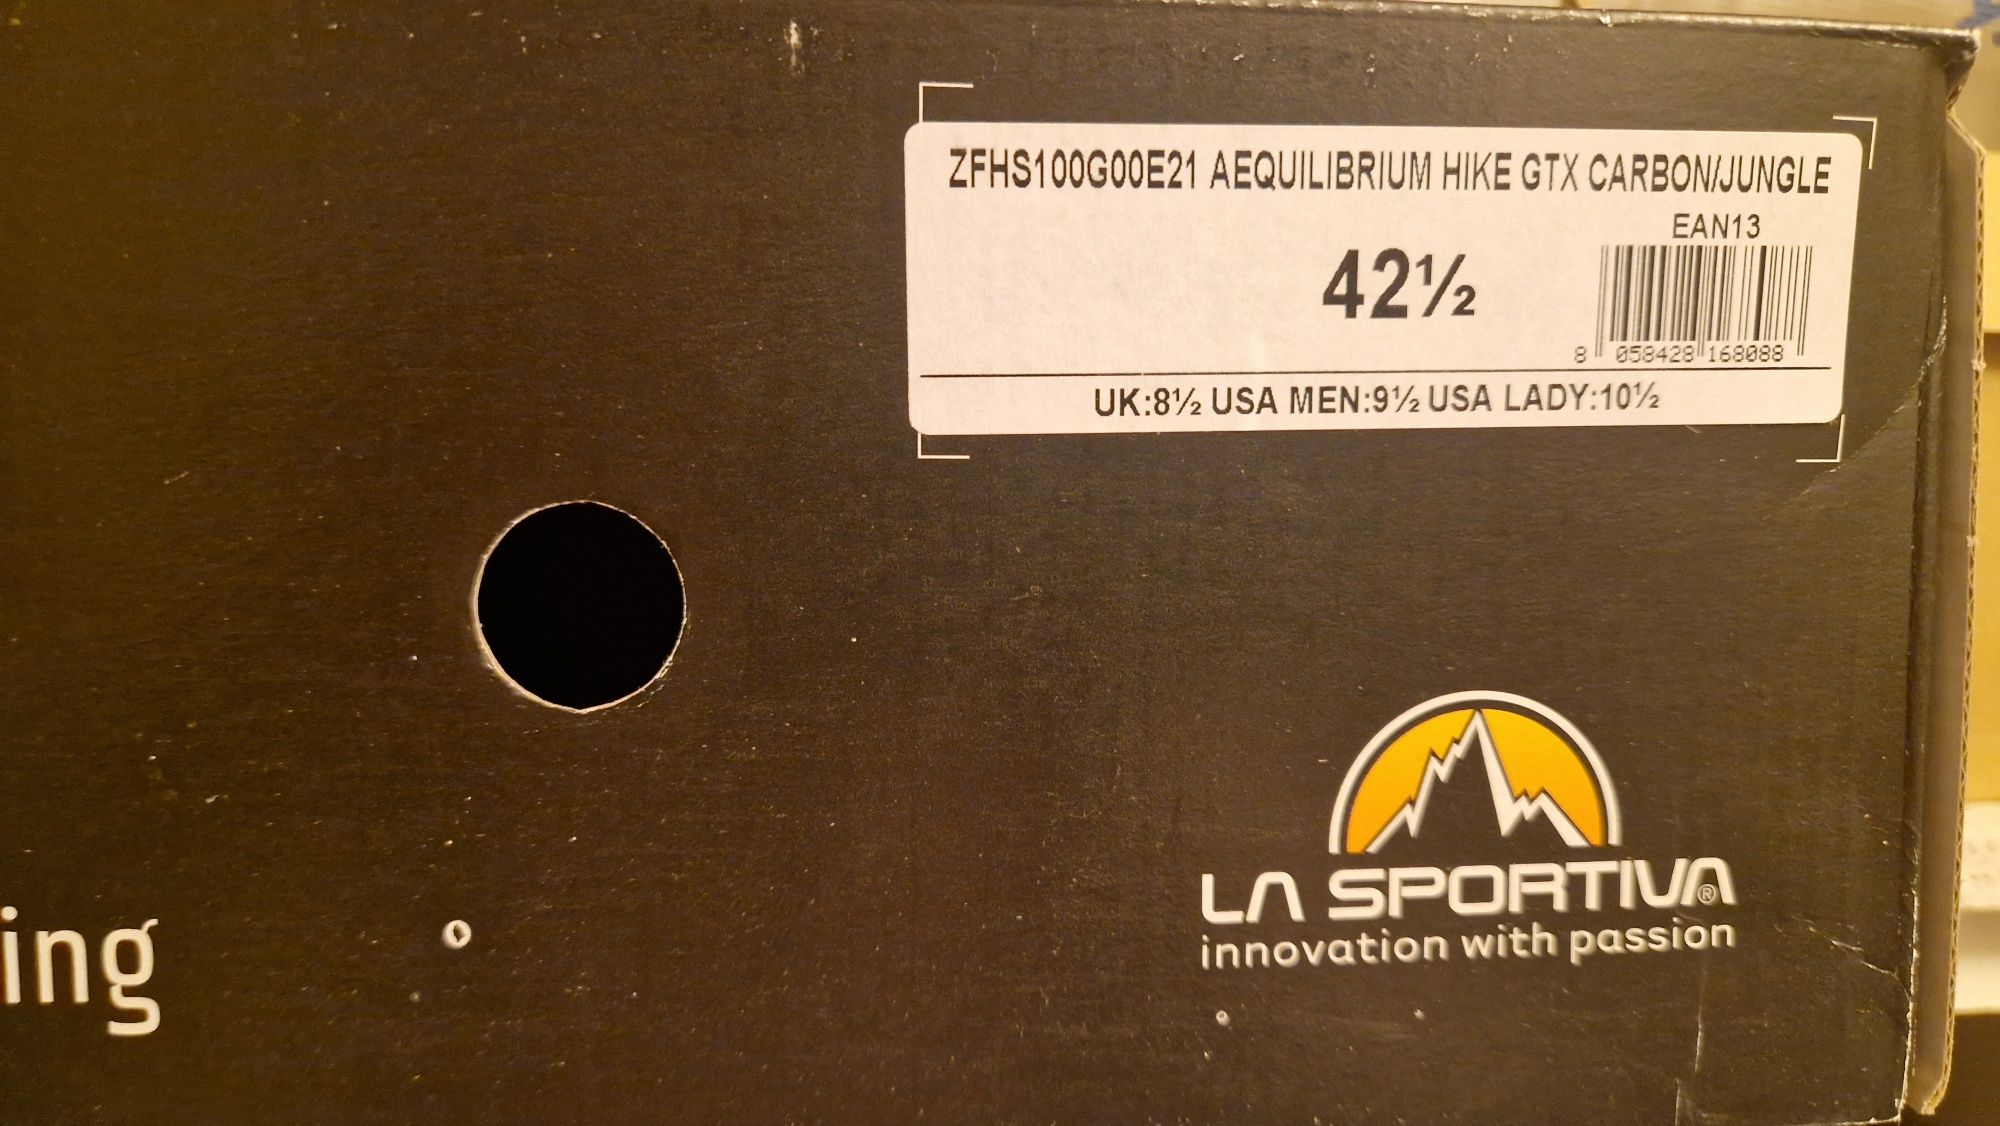 ZFHS100G00E21 AEQUILIBRIUM HIKE GTX CARBON/JUNGLE
EAN13
42½
8 058428 168088
UK:8½ USA MEN:9½ USA LADY:10½
LA SPORTIVA®
innovation with passion
ing